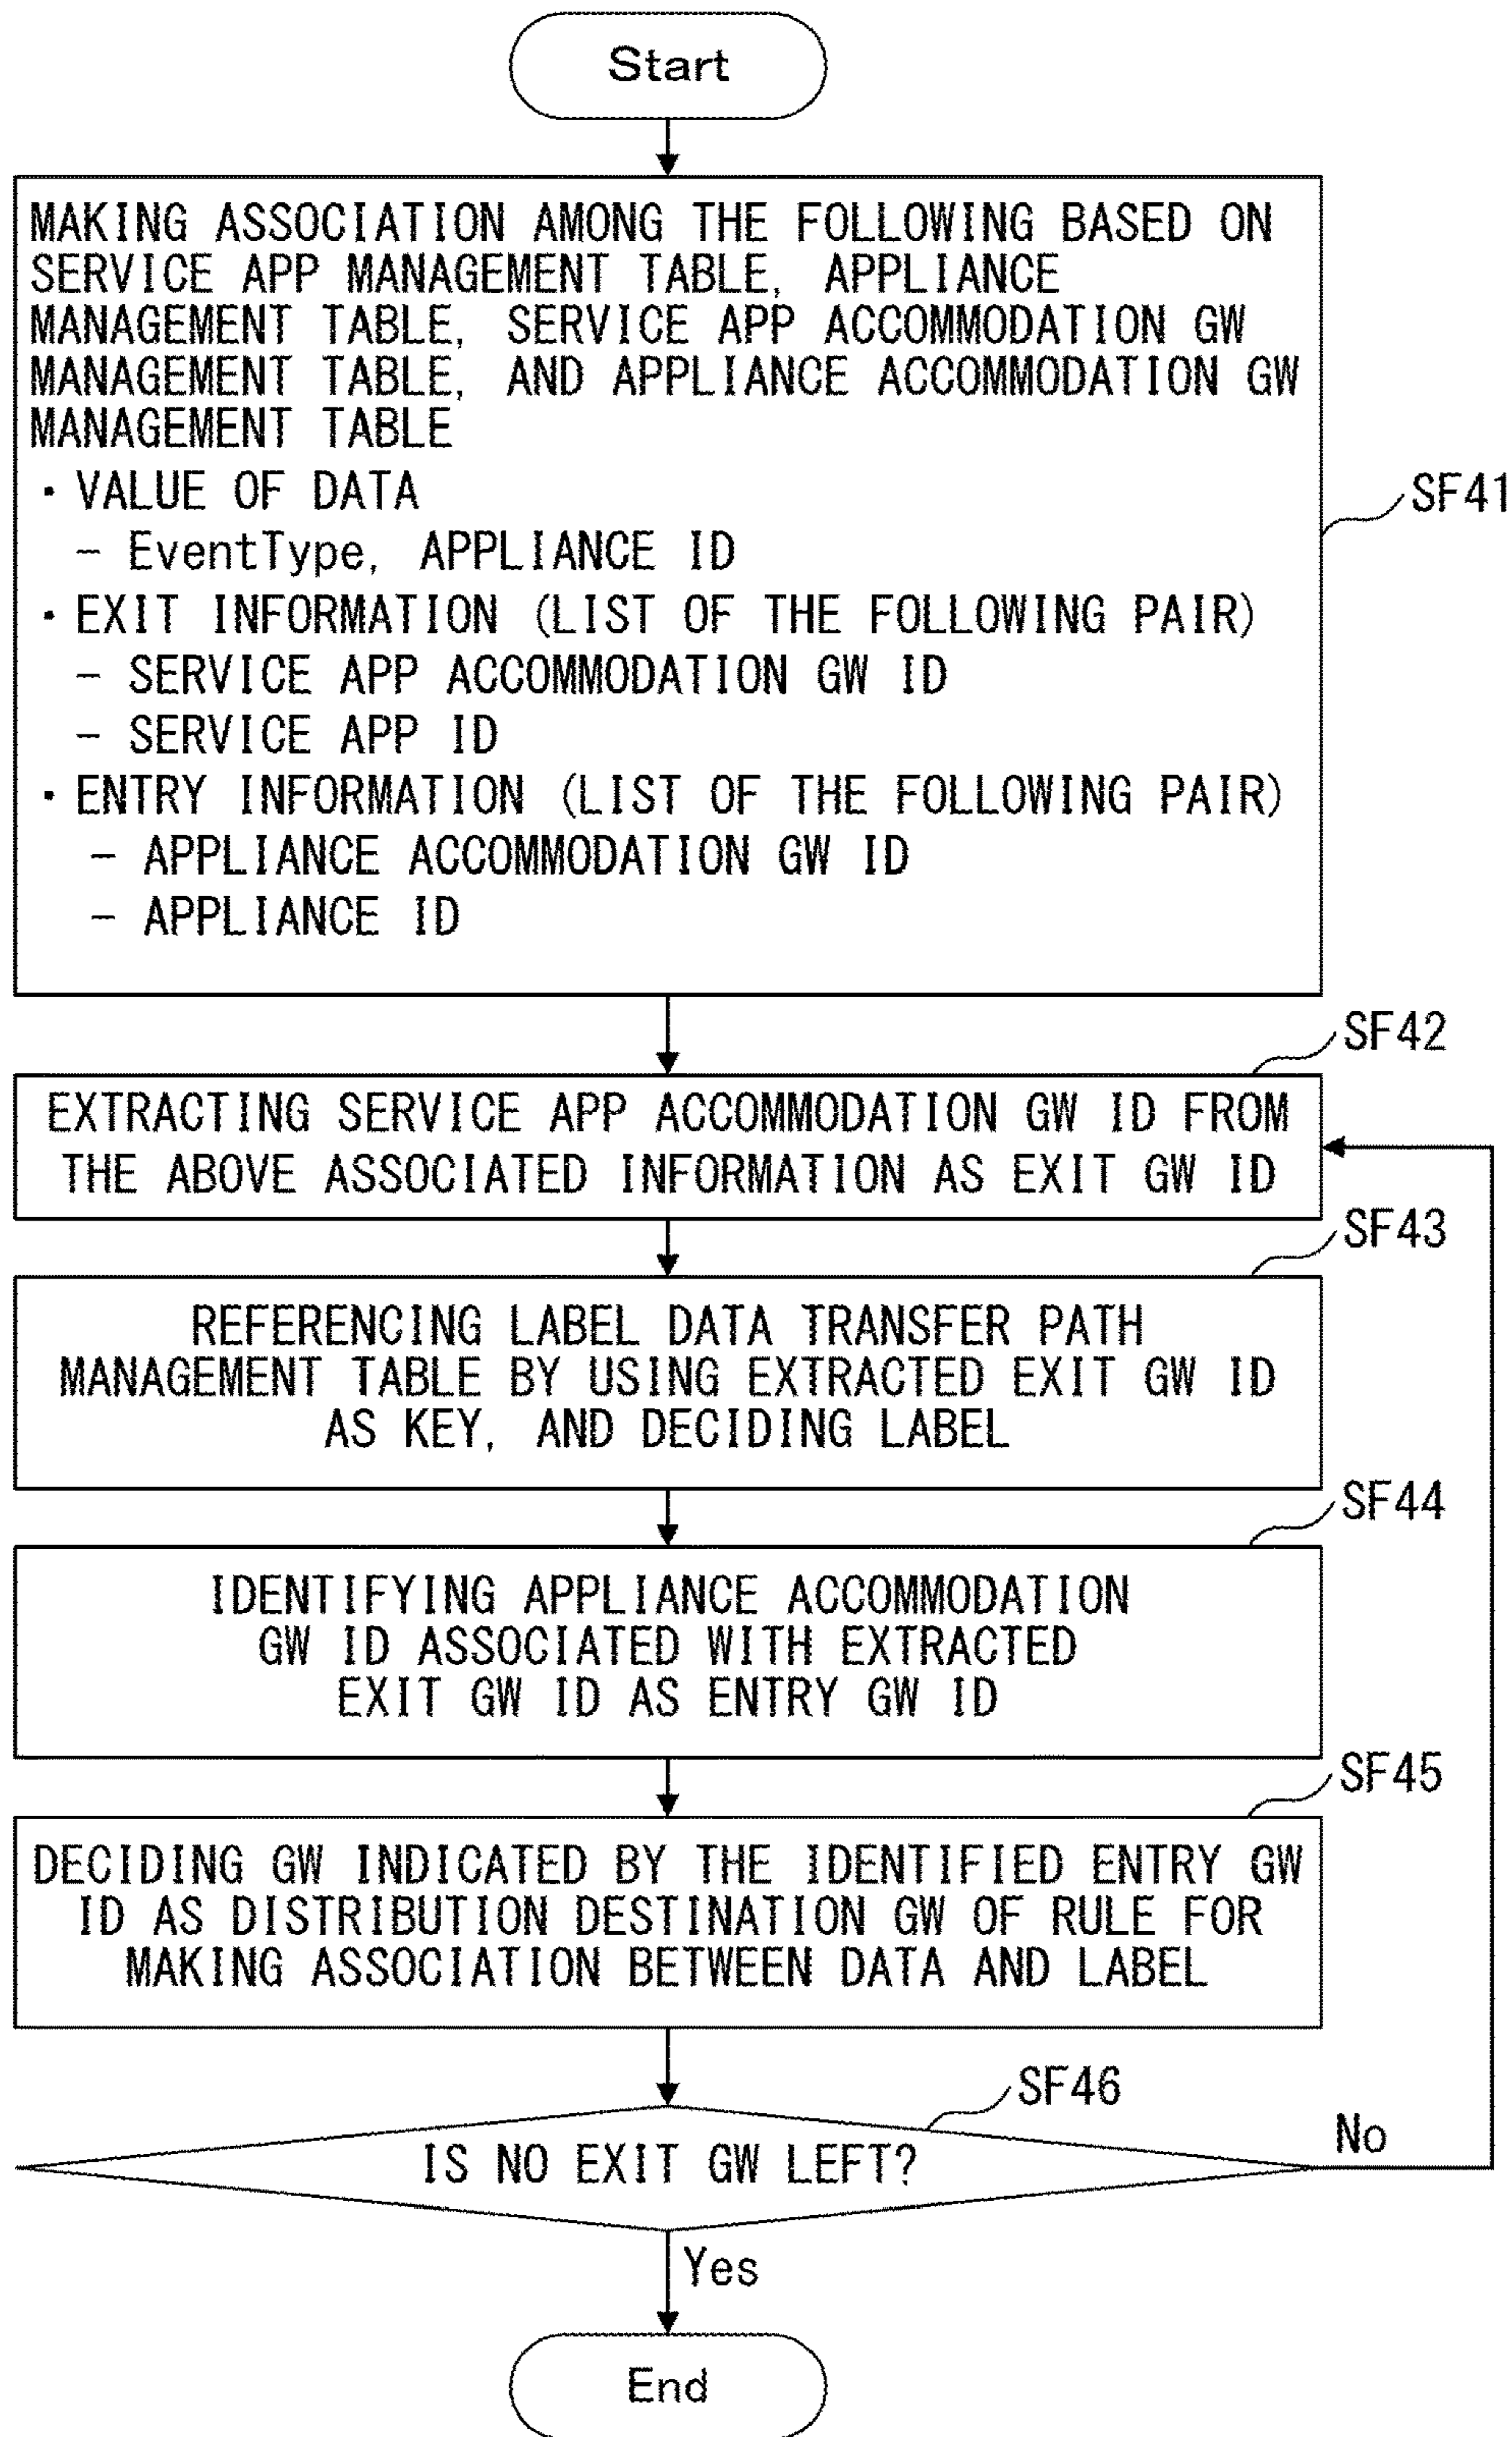 Start
MAKING ASSOCIATION AMONG THE FOLLOWING BASED ON
SERVICE APP MANAGEMENT TABLE, APPLIANCE
MANAGEMENT TABLE, SERVICE APP ACCOMMODATION GW
MANAGEMENT TABLE, AND APPLIANCE ACCOMMODATION GW
MANAGEMENT TABLE
・VALUE OF DATA
SF41
− EventType, APPLIANCE ID
・EXIT INFORMATION (LIST OF THE FOLLOWING PAIR)
− SERVICE APP ACCOMMODATION GW ID
− SERVICE APP ID
・ENTRY INFORMATION (LIST OF THE FOLLOWING PAIR)
− APPLIANCE ACCOMMODATION GW ID
− APPLIANCE ID
SF42
EXTRACTING SERVICE APP ACCOMMODATION GW ID FROM
THE ABOVE ASSOCIATED INFORMATION AS EXIT GW ID
SF43
REFERENCING LABEL DATA TRANSFER PATH
MANAGEMENT TABLE BY USING EXTRACTED EXIT GW ID
AS KEY, AND DECIDING LABEL
SF44
IDENTIFYING APPLIANCE ACCOMMODATION
GW ID ASSOCIATED WITH EXTRACTED
EXIT GW ID AS ENTRY GW ID
SF45
DECIDING GW INDICATED BY THE IDENTIFIED ENTRY GW
ID AS DISTRIBUTION DESTINATION GW OF RULE FOR
MAKING ASSOCIATION BETWEEN DATA AND LABEL
SF46
IS NO EXIT GW LEFT?
No
Yes
End